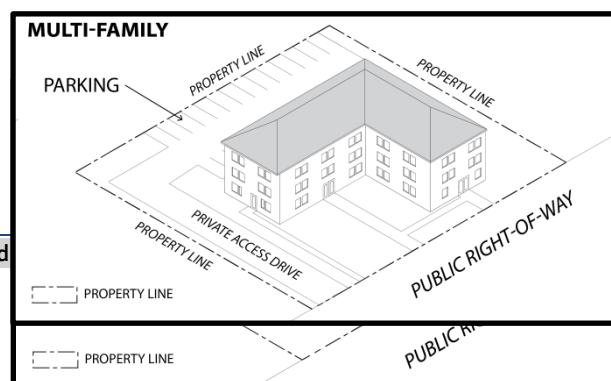 MULTI-FAMILY
PROPERTY LINE
PROPERTY LINE
PARKING
PRIVATE ACCESS DRIVE
PROPERTY LINE
PUBLIC RIGHT-OF-WAY
d
PROPERTY LINE
PUBLIC
PROPERTY LINE